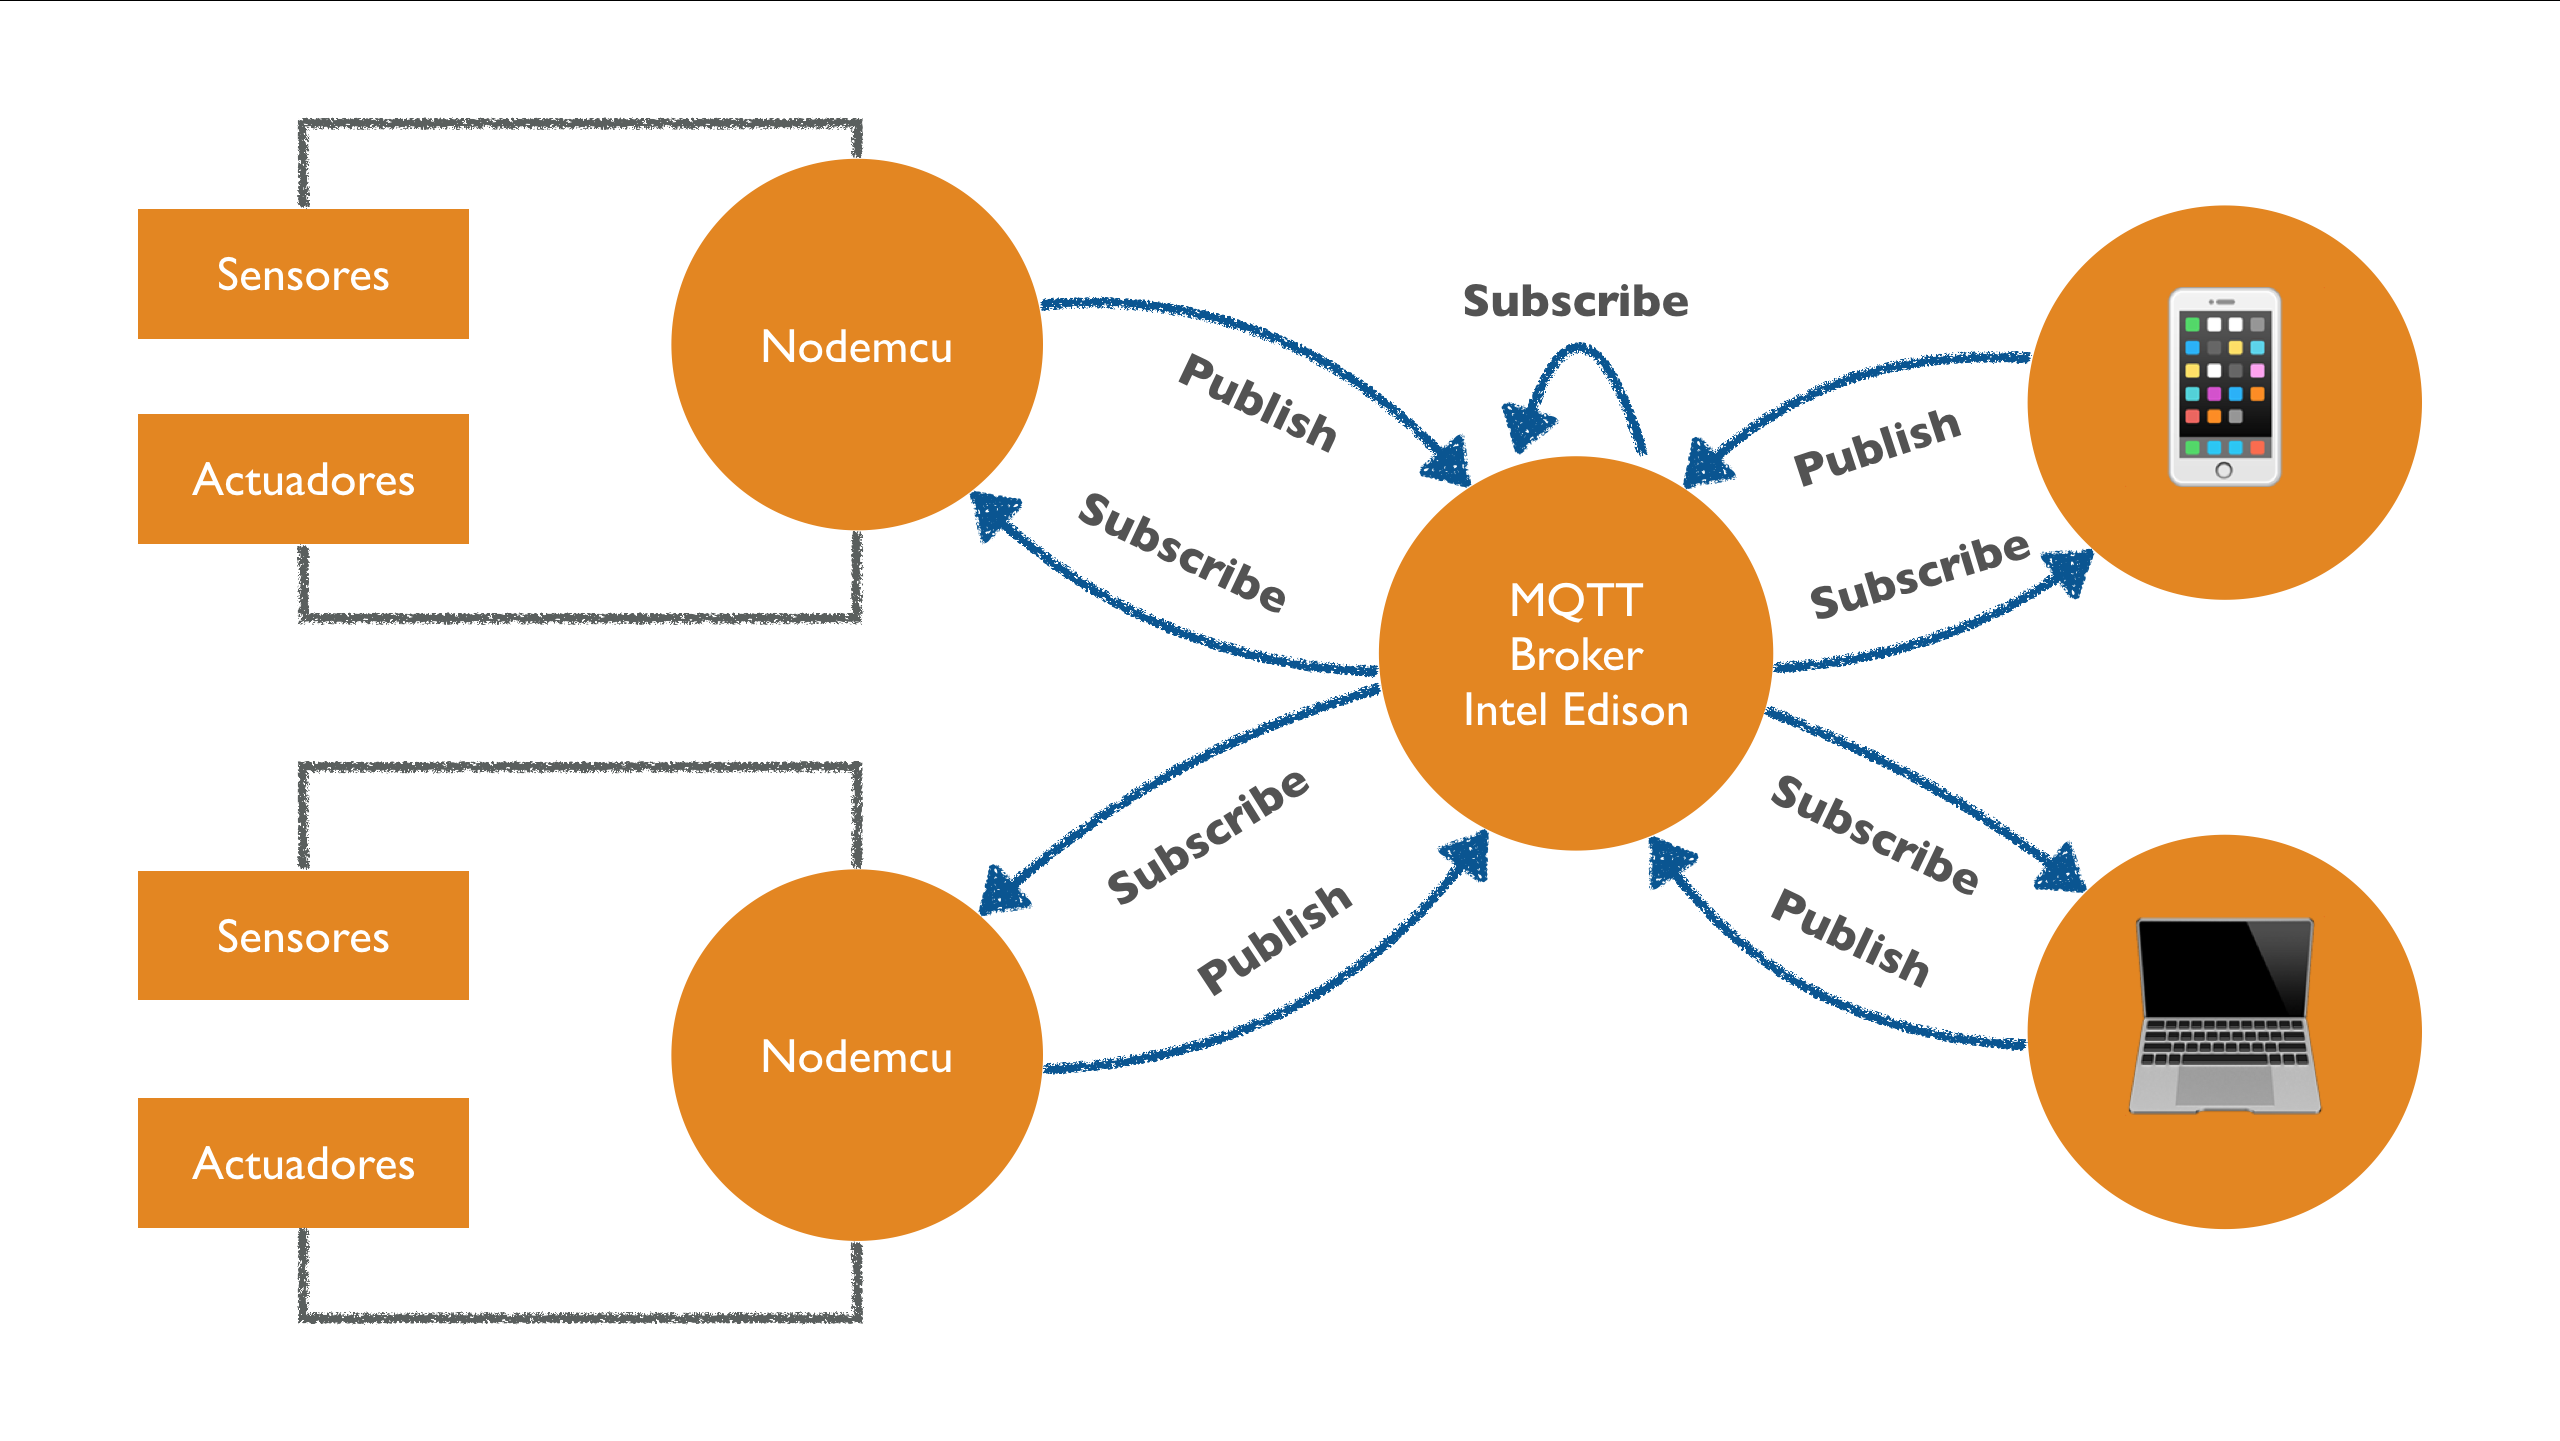 Sensores
Actuadores
Nodemcu
Publish
Subscribe
Subscribe
Publish
Subscribe
MQTT
Broker
Intel Edison
Sensores
Actuadores
Nodemcu
Subscribe
Publish
Subscribe
Publish